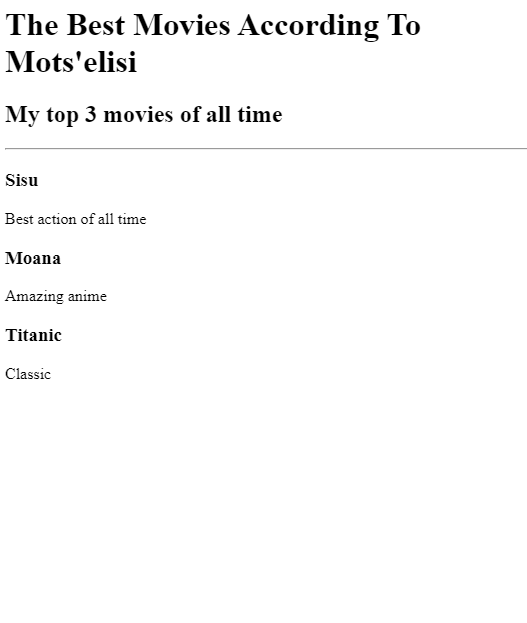 The Best Movies According To
Mots'elisi
My top 3 movies of all time
Sisu
Best action of all time
Moana
Amazing anime
Titanic
Classic